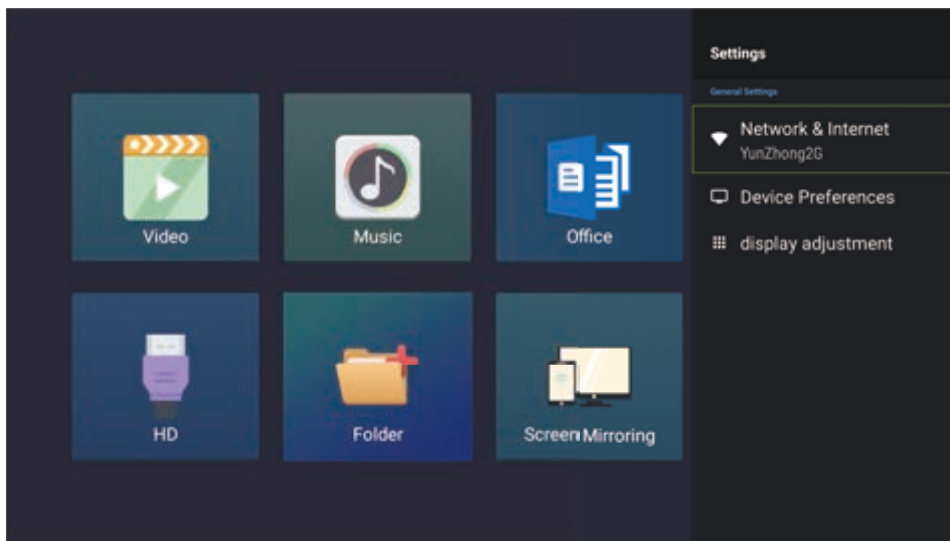 Video
Music
Office
HD
Folder
Screen Mirroring
Settings
General Settings
Network & Internet
YunZhong2G
Device Preferences
display adjustment